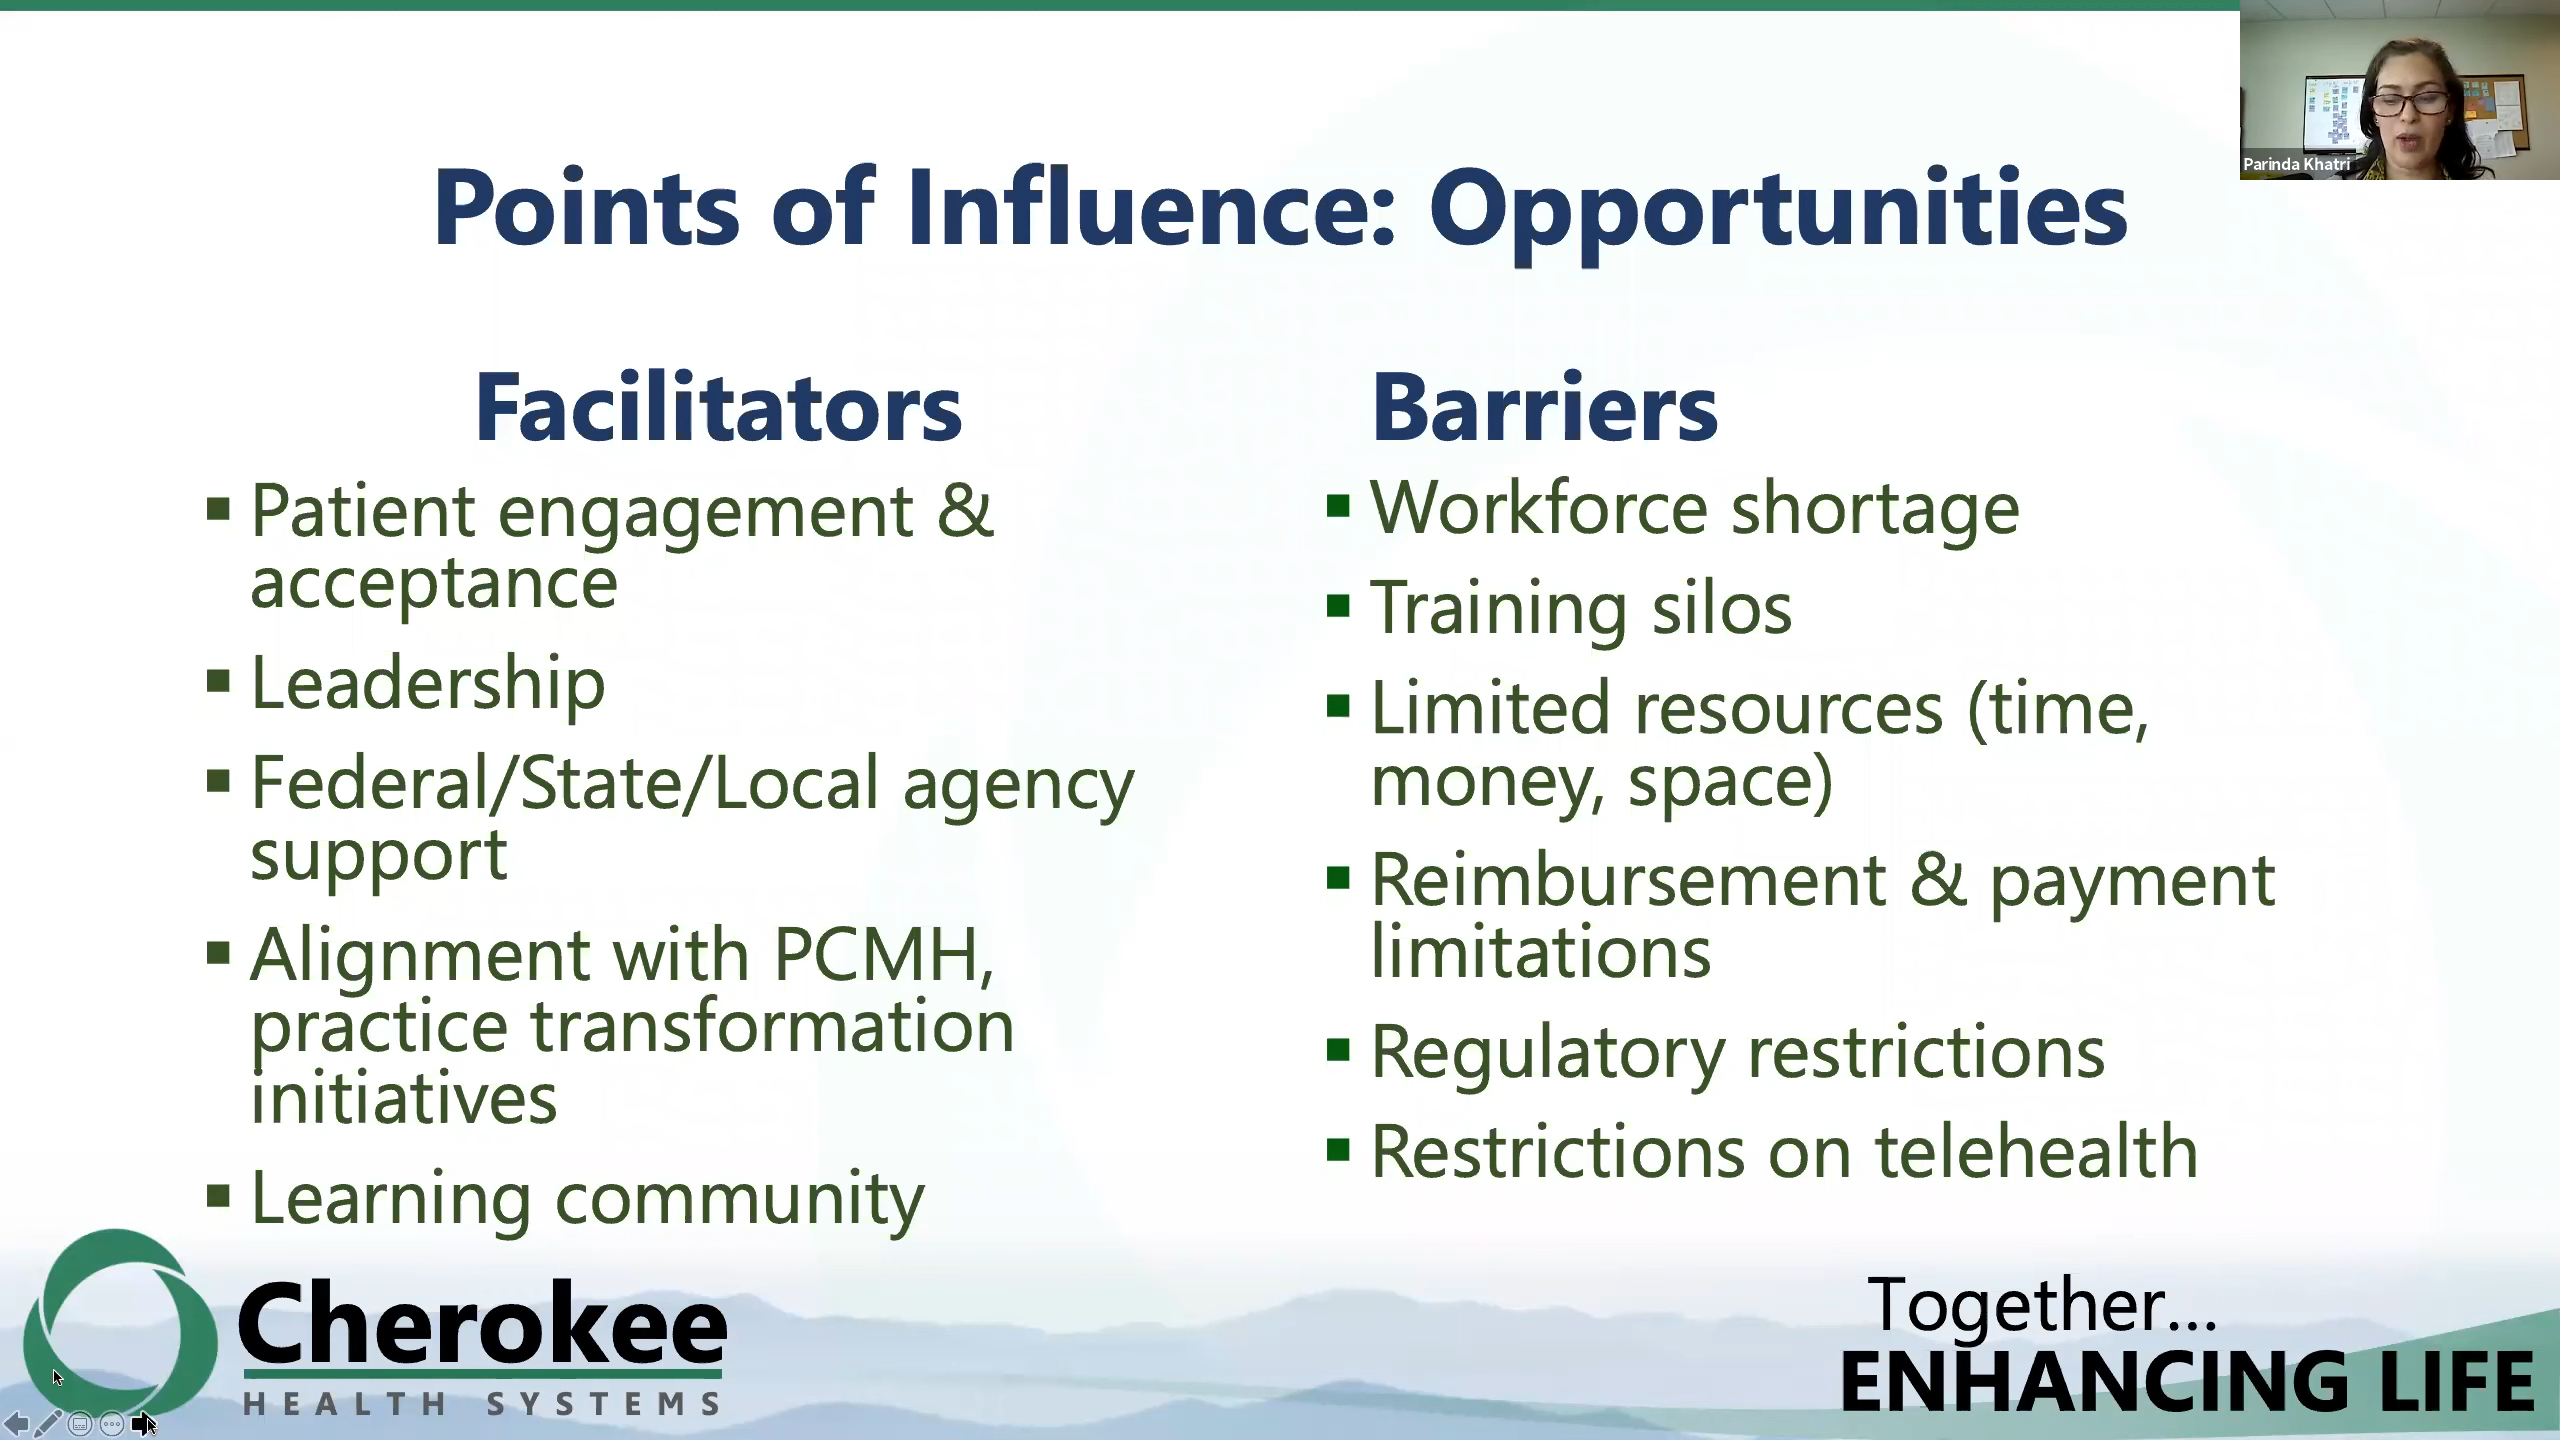 Parinda Khatri
Points of Influence: Opportunities
Facilitators
▪ Patient engagement &
acceptance
▪ Leadership
▪ Federal/State/Local agency
support
▪ Alignment with PCMH,
practice transformation
initiatives
▪ Learning community
Barriers
▪ Workforce shortage
▪ Training silos
▪ Limited resources (time,
money, space)
▪ Reimbursement & payment
limitations
▪ Regulatory restrictions
▪ Restrictions on telehealth
Cherokee
HEALTH SYSTEMS
Together...
ENHANCING LIFE